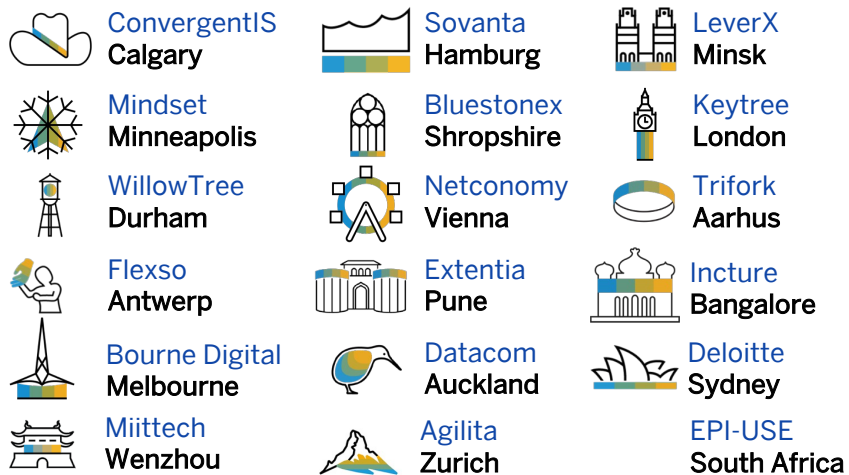 ConvergentIS
Calgary
Sovanta
Hamburg
LeverX
Minsk
Mindset
Minneapolis
Bluestonex
Shropshire
Keytree
London
WillowTree
Durham
Netconomy
Vienna
Trifork
Aarhus
Flexso
Antwerp
Extentia
Pune
Incture
Bangalore
Bourne Digital
Melbourne
Datacom
Auckland
Deloitte
Sydney
Miittech
Wenzhou
Agilita
Zurich
EPI-USE
South Africa